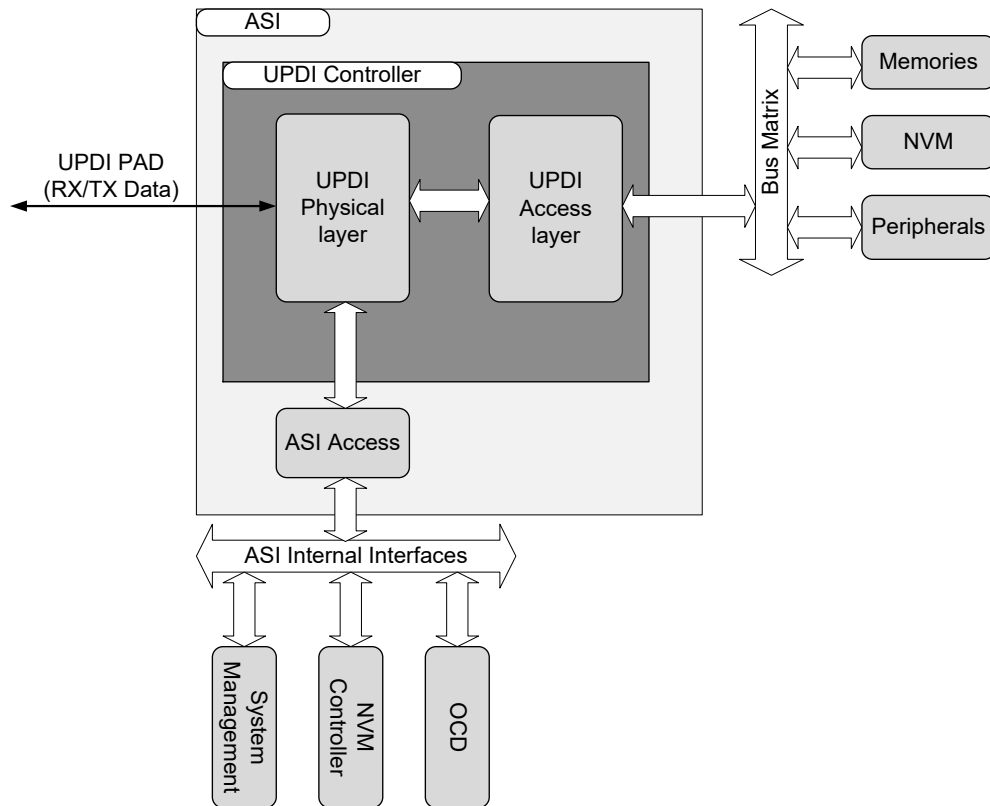 ASI
UPDI Controller
UPDI PAD
(RX/TX Data)
UPDI
Physical
layer
UPDI
Access
layer
Bus Matrix
Memories
NVM
Peripherals
ASI Access
ASI Internal Interfaces
System
Management
NVM
Controller
OCD